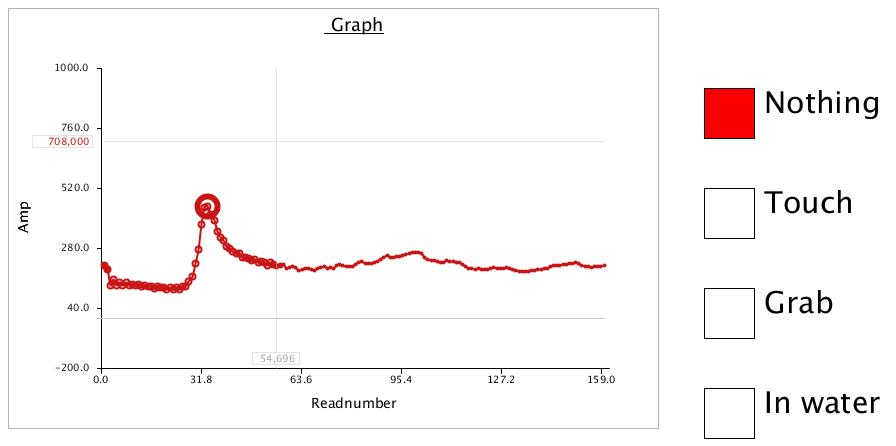 Graph
1000.0
760.0
708,000
520.0
280.0
40.0
-200.0
Amp
54,696
0.0 31.8 63.6 95.4 127.2 159.0
Readnumber
Nothing
Touch
Grab
In water